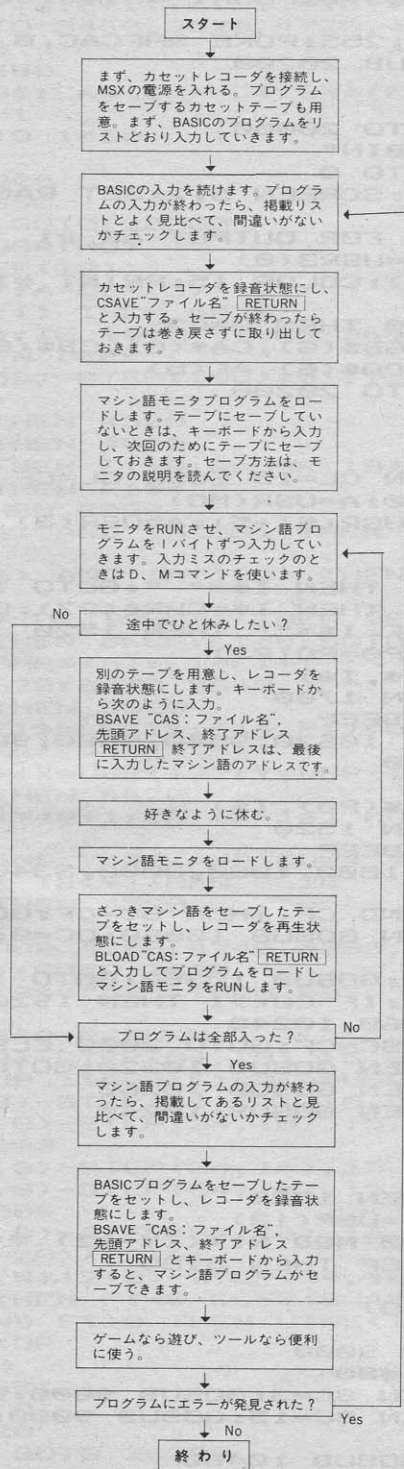 スタート
まず、カセットレコーダを接続し、
MSXの電源を入れる。プログラム
をセーブするカセットテープも用
意。まず、BASICのプログラムをリ
ストどおり入力していきます。
BASICの入力を続けます。プログラ
ムの入力が終わったら、掲載リス
トとよく見比べて、間違いがない
かチェックします。
カセットレコーダを録音状態にし、
CSAVE"ファイル名" RETURN
と入力する。セーブが終わったら
テープは巻き戻さずに取り出して
おきます。
マシン語モニタプログラムをロー
ドします。テープにセーブしてい
ないときは、キーボードから入力
し、次回のためにテープにセーブ
しておきます。セーブ方法は、モ
ニタの説明を読んでください。
モニタをRUNさせ、マシン語プロ
グラムを1バイトずつ入力してい
きます。入力ミスのチェックのと
きはD、Mコマンドを使います。
No
途中でひと休みしたい?
Yes
別のテープを用意し、レコーダを
録音状態にします。キーボードか
ら次のように入力。
BSAVE "CAS:ファイル名",
先頭アドレス、終了アドレス
RETURN 終了アドレスは、最後
に入力したマシン語のアドレスです。
好きなように休む。
マシン語モニタをロードします。
さっきマシン語をセーブしたテー
プをセットし、レコーダを再生状
態にします。
BLOAD"CAS:ファイル名" RETURN
と入力してプログラムをロードし
マシン語モニタをRUNします。
プログラムは全部入った?
No
Yes
マシン語プログラムの入力が終わ
ったら、掲載してあるリストと見
比べて、間違いがないかチェック
します。
BASICプログラムをセーブしたテー
プをセットし、レコーダを録音状
態にします。
BSAVE "CAS:ファイル名",
先頭アドレス、終了アドレス
RETURN とキーボードから入力
すると、マシン語プログラムがセ
ーブできます。
ゲームなら遊び、ツールなら便利
に使う。
プログラムにエラーが発見された?
Yes
No
終わり